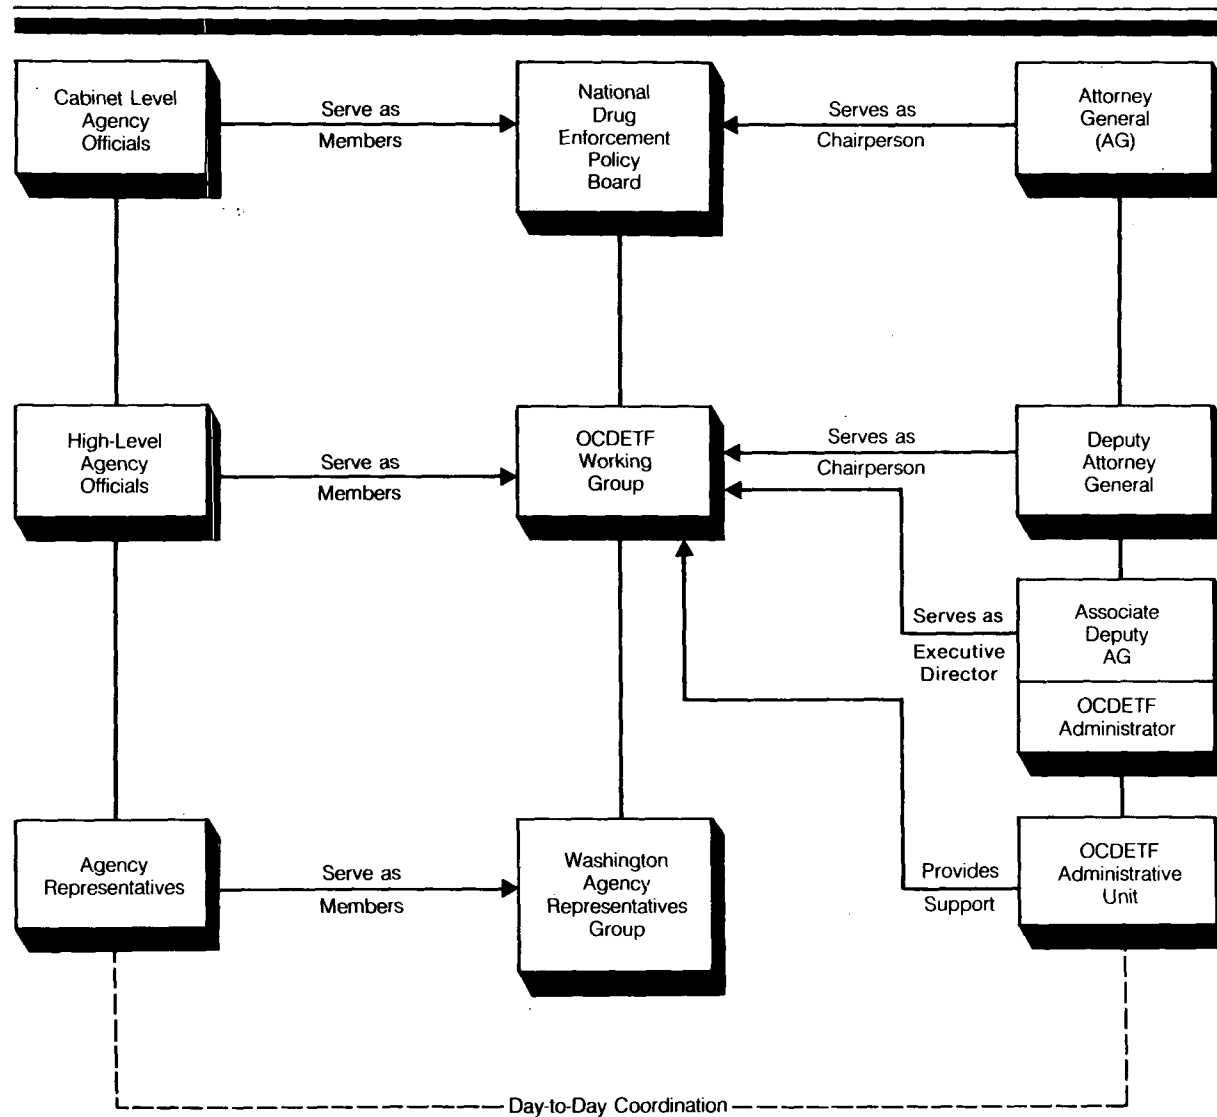 Cabinet Level
Agency
Officials
Serve as
Members
National
Drug
Enforcement
Policy
Board
Serves as
Chairperson
Attorney
General
(AG)
High-Level
Agency
Officials
Serve as
Members
OCDETF
Working
Group
Serves as
Chairperson
Deputy
Attorney
General
Serves as
Executive
Director
Associate
Deputy
AG
OCDETF
Administrator
Agency
Representatives
Serve as
Members
Washington
Agency
Representatives
Group
Provides
Support
OCDETF
Administrative
Unit
Day-to-Day Coordination